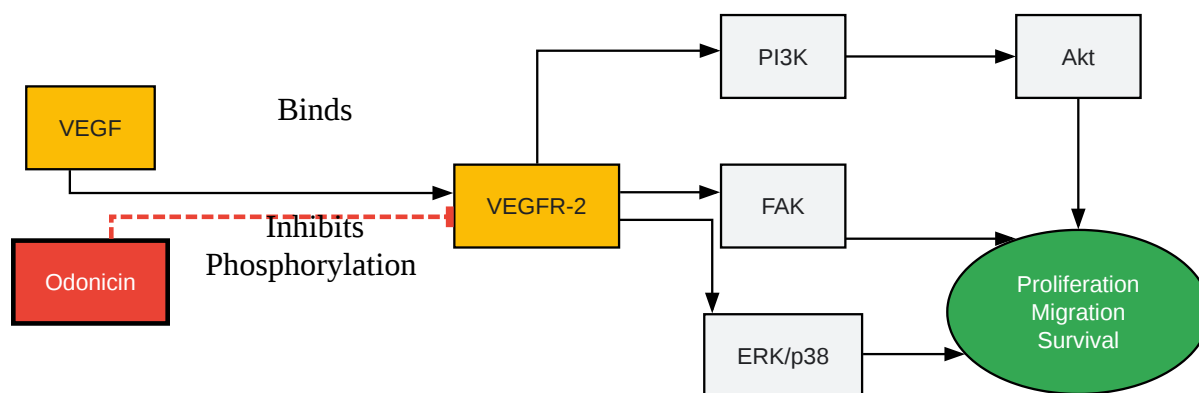 PI3K
Akt
VEGF
Binds
VEGFR-2
FAK
Inhibits
Phosphorylation
Odonicin
Proliferation
Migration
Survival
ERK/p38